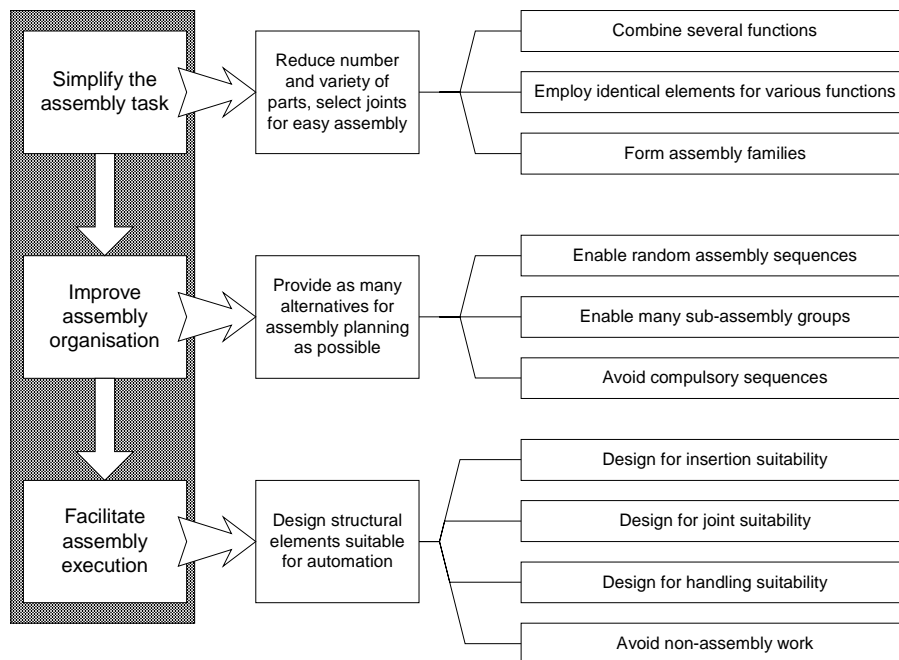 Simplify the
assembly task
Reduce number
and variety of
parts, select joints
for easy assembly
Combine several functions
Employ identical elements for various functions
Form assembly families
Improve
assembly
organisation
Provide as many
alternatives for
assembly planning
as possible
Enable random assembly sequences
Enable many sub-assembly groups
Avoid compulsory sequences
Facilitate
assembly
execution
Design structural
elements suitable
for automation
Design for insertion suitability
Design for joint suitability
Design for handling suitability
Avoid non-assembly work